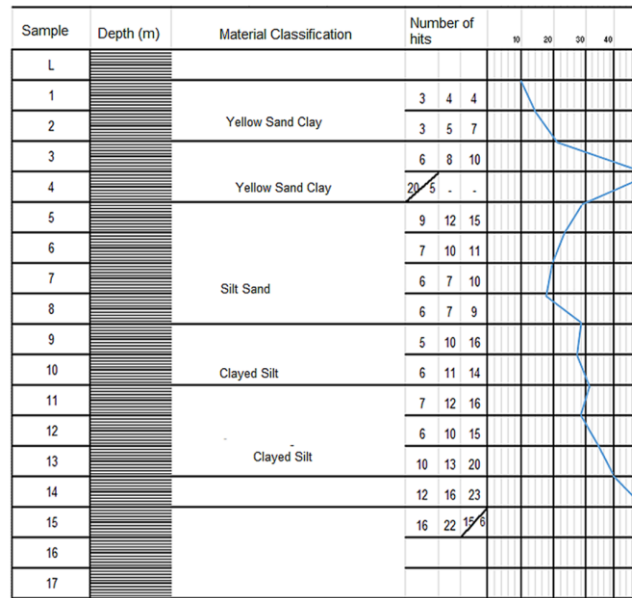 Sample Depth (m) Material Classification Number of hits 10 20 30 40
L
1 3 4 4
2 Yellow Sand Clay 3 5 7
3 6 8 10
4 Yellow Sand Clay 20/5 - -
5 9 12 15
6 7 10 11
7 Silt Sand 6 7 10
8 6 7 9
9 5 10 16
10 Clayed Silt 6 11 14
11 7 12 16
12 6 10 15
13 Clayed Silt 10 13 20
14 12 16 23
15 16 22 15/6
16
17